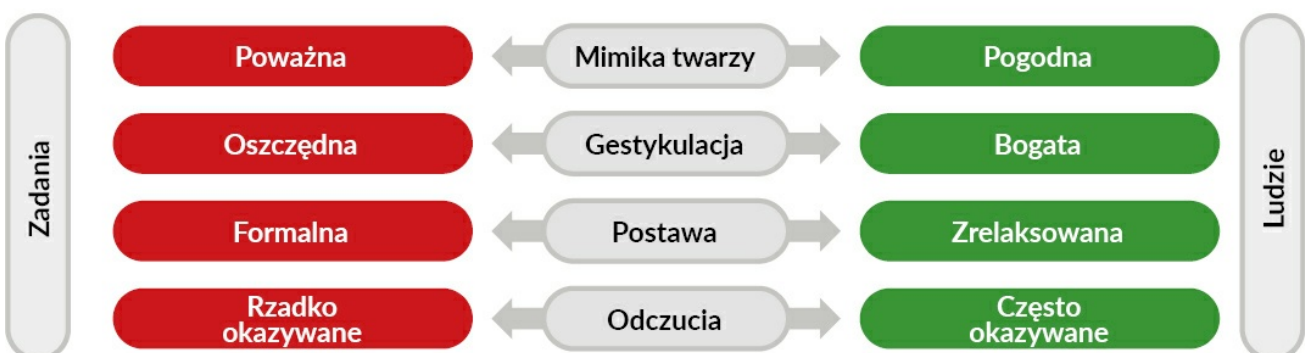 Zadania
Poważna
Mimika twarzy
Pogodna
Oszczędna
Gestykulacja
Bogata
Formalna
Postawa
Zrelaksowana
Rzadko
okazywane
Odczucia
Często
okazywane
Ludzie